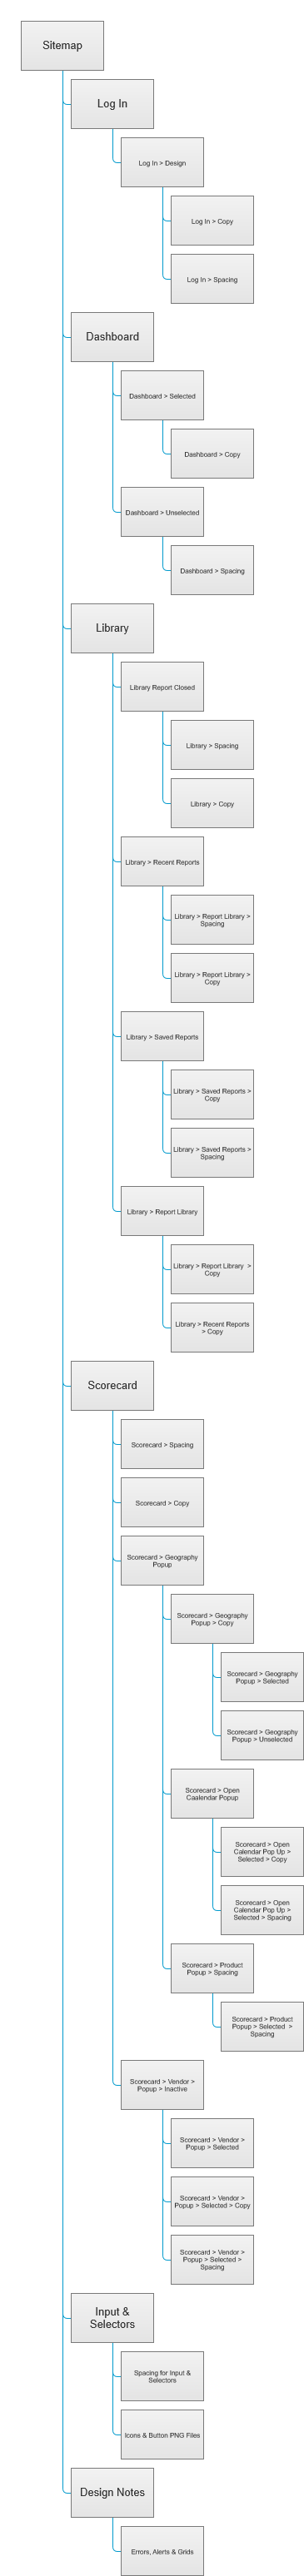 Sitemap
Log In
Log In > Design
Log In > Copy
Log In > Spacing
Dashboard
Dashboard > Selected
Dashboard > Copy
Dashboard > Unselected
Dashboard > Spacing
Library
Library Report Closed
Library > Spacing
Library > Copy
Library > Recent Reports
Library > Report Library >
Spacing
Library > Report Library >
Copy
Library > Saved Reports
Library > Saved Reports >
Copy
Library > Saved Reports >
Spacing
Library > Report Library
Library > Report Library >
Copy
Library > Recent Reports
> Copy
Scorecard
Scorecard > Spacing
Scorecard > Copy
Scorecard > Geography
Popup
Scorecard > Geography
Popup > Copy
Scorecard > Geography
Popup > Selected
Scorecard > Geography
Popup > Unselected
Scorecard > Open
Caalendar Popup
Scorecard > Open
Calendar Pop Up >
Selected > Copy
Scorecard > Open
Calendar Pop Up >
Selected > Spacing
Scorecard > Product
Popup > Spacing
Scorecard > Product
Popup > Selected >
Spacing
Scorecard > Vendor >
Popup > Inactive
Scorecard > Vendor >
Popup > Selected
Scorecard > Vendor >
Popup > Selected > Copy
Scorecard > Vendor >
Popup > Selected >
Spacing
Input &
Selectors
Spacing for Input &
Selectors
Icons & Button PNG Files
Design Notes
Errors, Alerts & Grids